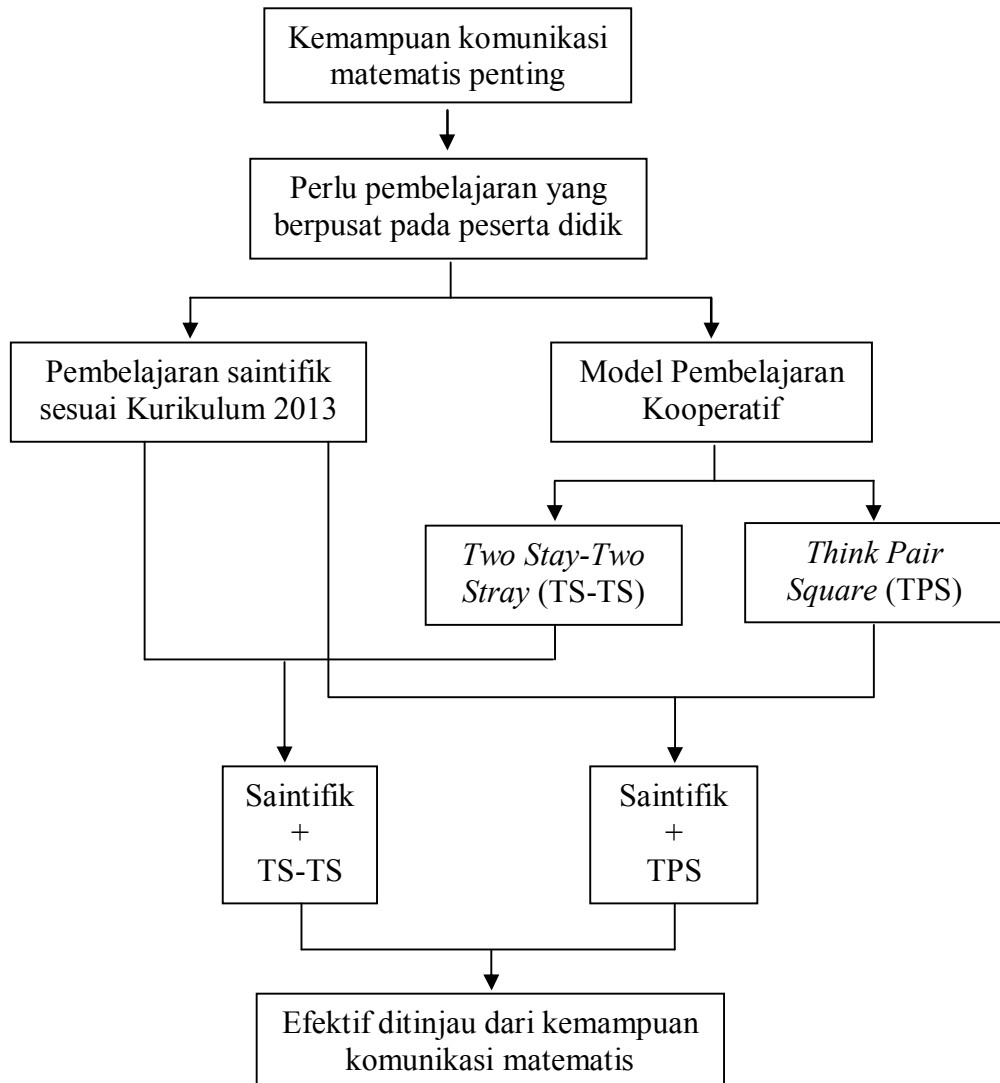 Kemampuan komunikasi
matematis penting
Perlu pembelajaran yang
berpusat pada peserta didik
Pembelajaran saintifik
sesuai Kurikulum 2013
Model Pembelajaran
Kooperatif
Two Stay-Two
Stray (TS-TS)
Think Pair
Square (TPS)
Saintifik
+
TS-TS
Saintifik
+
TPS
Efektif ditinjau dari kemampuan
komunikasi matematis